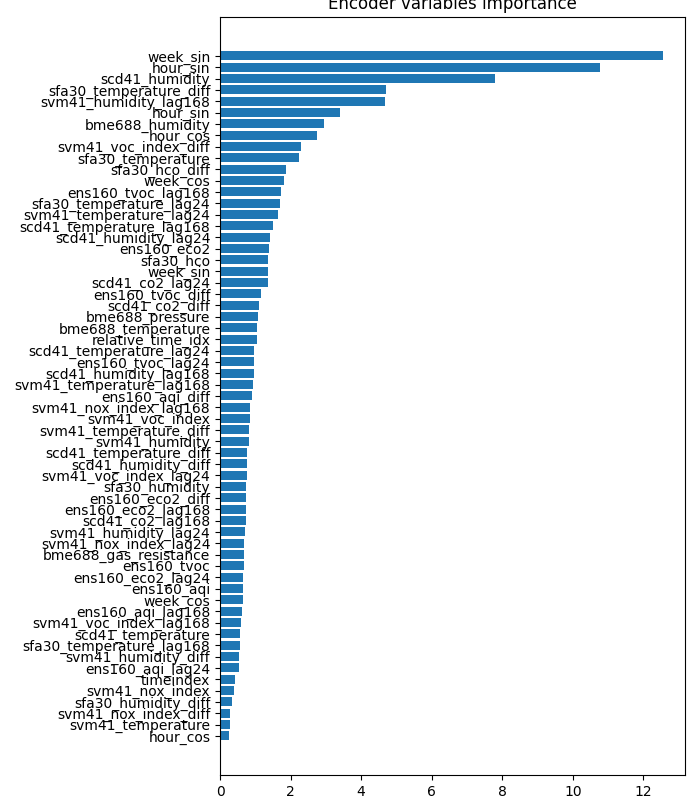 Encoder variables importance
week_sin
hour_sin
scd41_humidity
sfa30_temperature_diff
svm41_humidity_lag168
hour_sin
bme688_humidity
hour_cos
svm41_voc_index_diff
sfa30_temperature
sfa30_hco_diff
week_cos
ens160_tvoc_lag168
sfa30_temperature_lag24
svm41_temperature_lag24
scd41_temperature_lag168
scd41_humidity_lag24
ens160_eco2
sfa30_hco
week_sin
scd41_co2_lag24
ens160_tvoc_diff
scd41_co2_diff
bme688_pressure
bme688_temperature
relative_time_idx
scd41_temperature_lag24
ens160_tvoc_lag24
scd41_humidity_lag168
svm41_temperature_lag168
ens160_aqi_diff
svm41_nox_index_lag168
svm41_voc_index
svm41_temperature_diff
svm41_humidity
scd41_temperature_diff
scd41_humidity_diff
svm41_voc_index_lag24
sfa30_humidity
ens160_eco2_diff
ens160_eco2_lag168
scd41_co2_lag168
svm41_humidity_lag24
svm41_nox_index_lag24
bme688_gas_resistance
ens160_tvoc
ens160_eco2_lag24
ens160_aqi
week_cos
ens160_aqi_lag168
svm41_voc_index_lag168
scd41_temperature
sfa30_temperature_lag168
svm41_humidity_diff
ens160_aqi_lag24
timeindex
svm41_nox_index
sfa30_humidity_diff
svm41_nox_index_diff
svm41_temperature
hour_cos
0 2 4 6 8 10 12